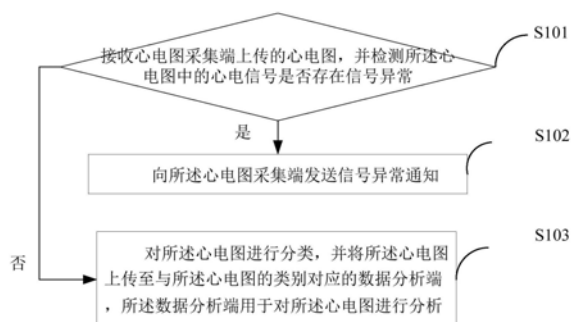 接收心电图采集端上传的心电图，并检测所述心
电图中的心电信号是否存在信号异常
S101
是
S102
向所述心电图采集端发送信号异常通知
S103
对所述心电图进行分类，并将所述心电图
上传至与所述心电图的类别对应的数据分析端
，所述数据分析端用于对所述心电图进行分析
否